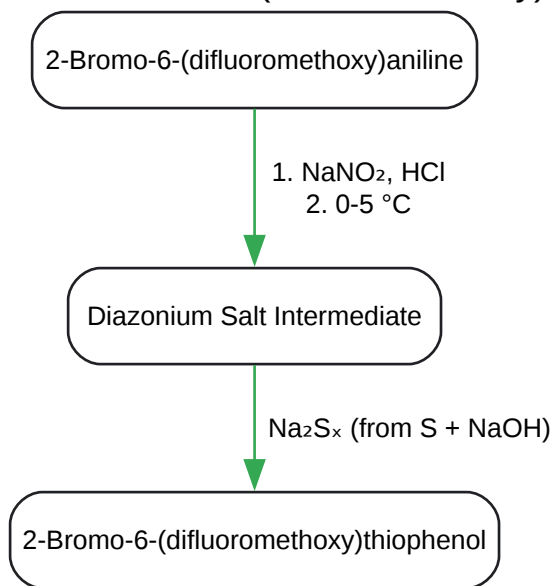 2-Bromo-6-(difluoromethoxy)aniline
1. NaNO₂, HCl
2. 0-5 °C
Diazonium Salt Intermediate
Na₂Sₓ (from S + NaOH)
2-Bromo-6-(difluoromethoxy)thiophenol